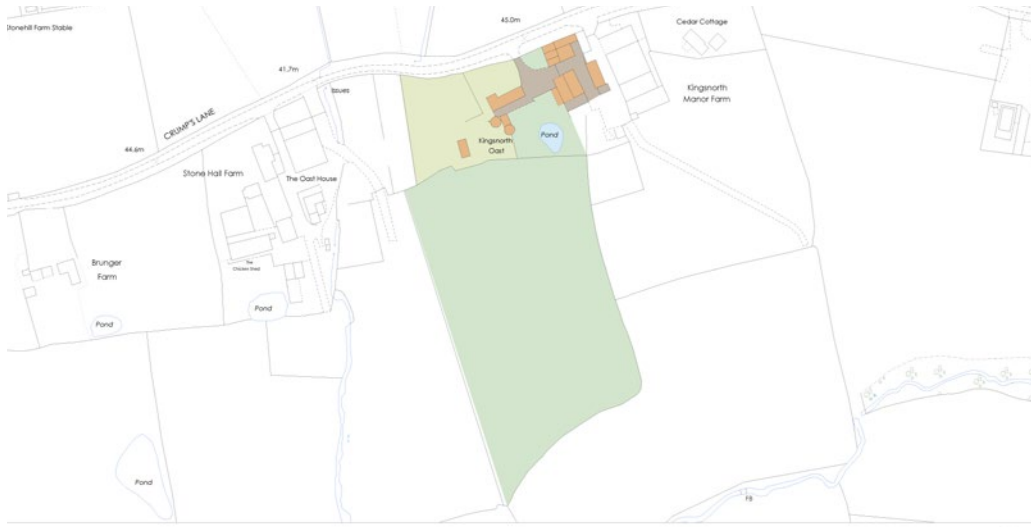 Stonehill Farm Stable
65.0m
Cedar Cottage
41.7m
Issues
Kingsnorth
Manor Farm
CRUMP'S LANE
Pond
Kingsnorth
Oast
44.6m
Stone Hall Farm
The Oast House
Brunger
Farm
The
Chicken Shed
Pond
Pond
Pond
FB